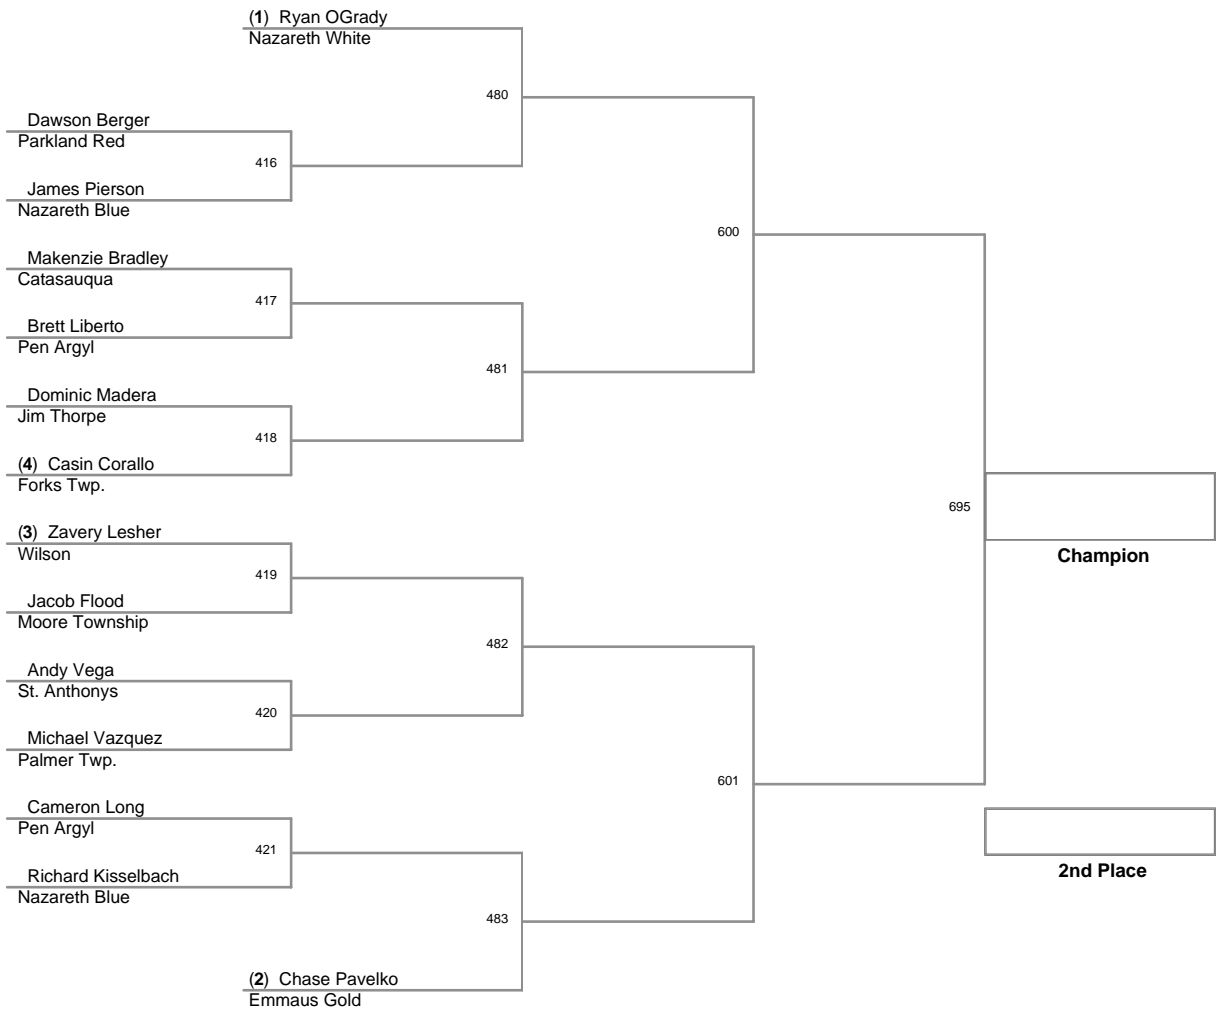 (1) Ryan OGrady
Nazareth White
480
Dawson Berger
Parkland Red
416
James Pierson
Nazareth Blue
600
Makenzie Bradley
Catasauqua
417
Brett Liberto
Pen Argyl
481
Dominic Madera
Jim Thorpe
418
(4) Casin Corallo
Forks Twp.
695
(3) Zavery Lesher
Wilson
Champion
419
Jacob Flood
Moore Township
482
Andy Vega
St. Anthonys
420
Michael Vazquez
Palmer Twp.
601
Cameron Long
Pen Argyl
421
2nd Place
Richard Kisselbach
Nazareth Blue
483
(2) Chase Pavelko
Emmaus Gold